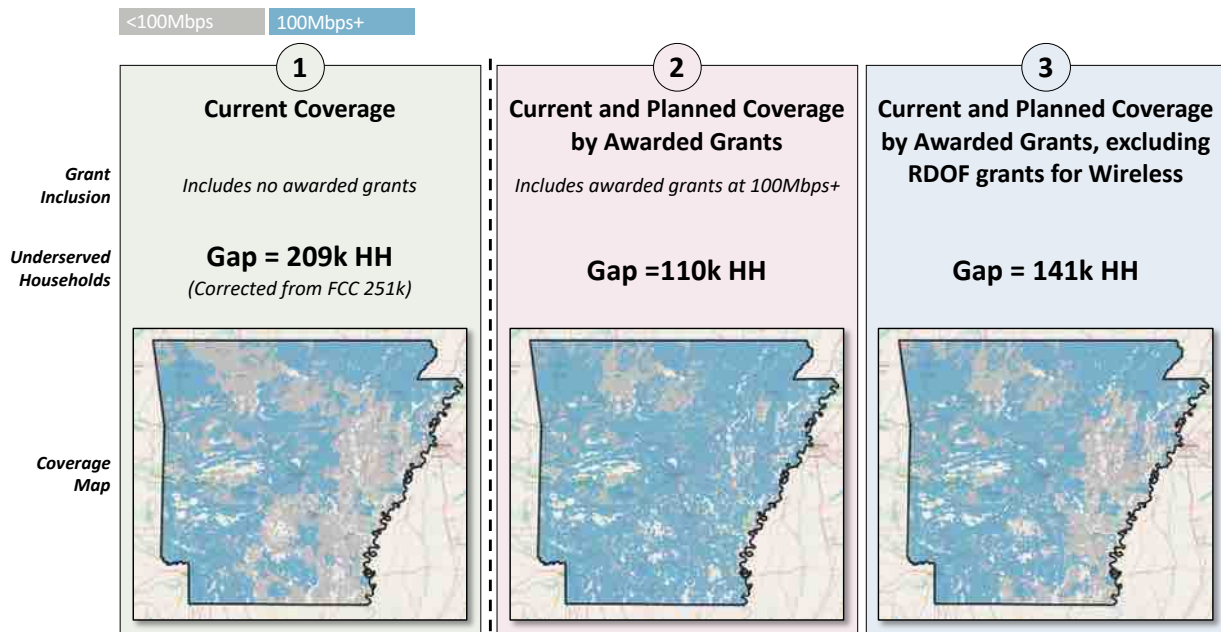 <100Mbps
100Mbps+
1
2
3
Current Coverage
Current and Planned Coverage
by Awarded Grants
Current and Planned Coverage
by Awarded Grants, excluding
RDOF grants for Wireless
Grant
Inclusion
Includes no awarded grants
Includes awarded grants at 100Mbps+
Underserved
Households
Gap = 209k HH
(Corrected from FCC 251k)
Gap =110k HH
Gap = 141k HH
Coverage
Map